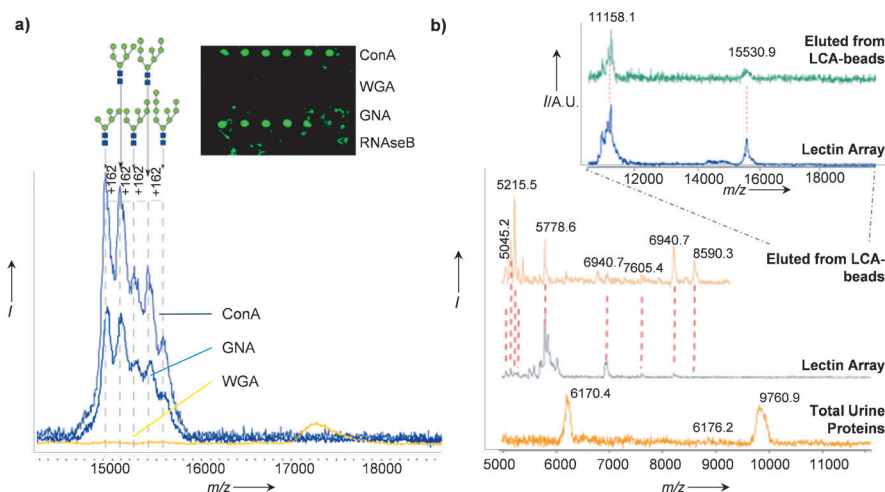 a)
ConA
WGA
GNA
RNAseB
+162
+162
+162
+162
I
ConA
GNA
WGA
15000
16000
17000
18000
m/z
b)
11158.1
15530.9
Eluted from
LCA-beads
I/A.U.
Lectin Array
12000
14000
16000
18000
m/z
5215.5
5045.2
5778.6
6940.7
7605.4
6940.7
8590.3
Eluted from LCA-
beads
I
Lectin Array
6170.4
6176.2
9760.9
Total Urine
Proteins
5000
6000
7000
8000
9000
10000
11000
m/z